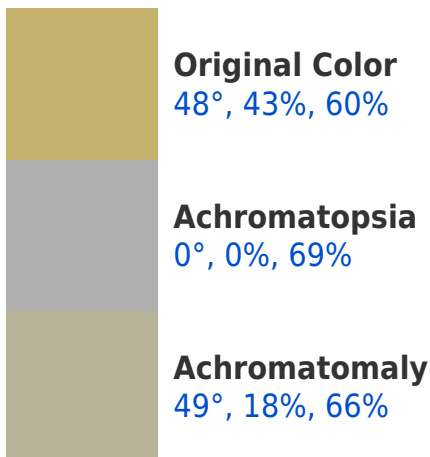 Original Color
48°, 43%, 60%
Achromatopsia
0°, 0%, 69%
Achromatomaly
49°, 18%, 66%